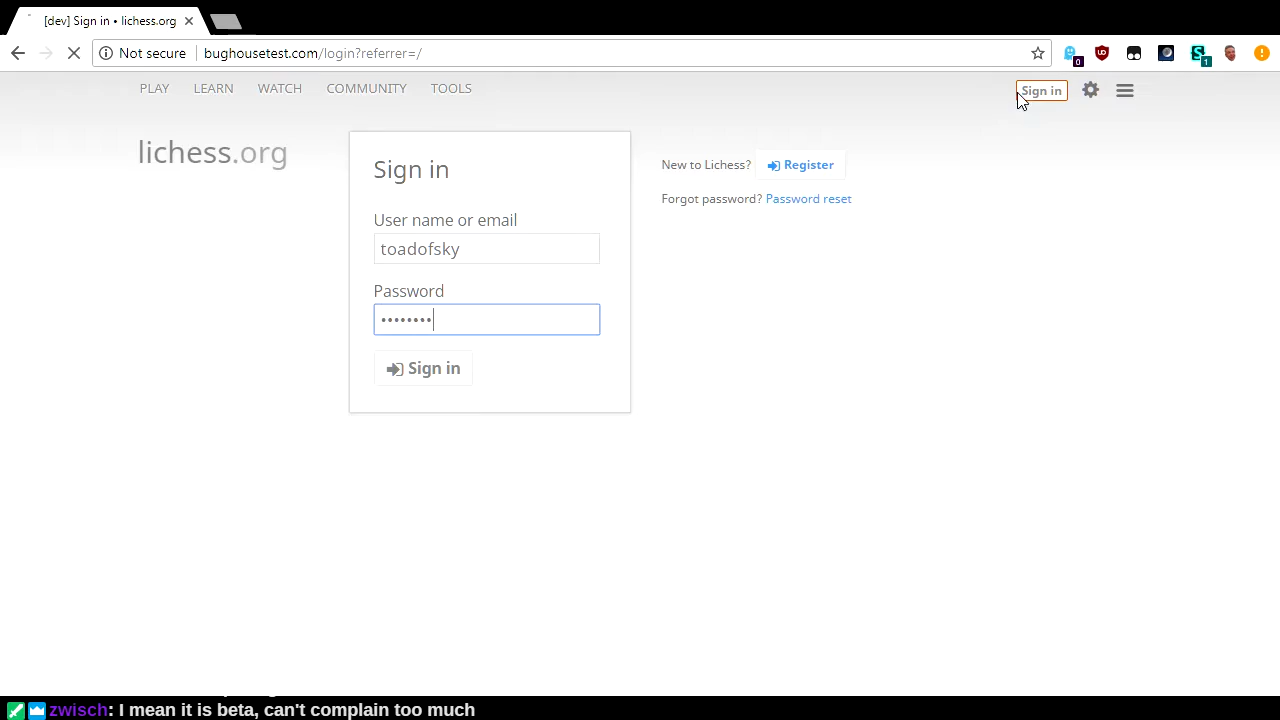 [dev] Sign in • lichess.org
Not secure bughousetest.com/login?referrer=/
0
1
PLAY LEARN WATCH COMMUNITY TOOLS
Sign in
lichess.org
Sign in
User name or email
toadofsky
Password
••••••••
Sign in
New to Lichess? Register
Forgot password? Password reset
zwisch: I mean it is beta, can't complain too much